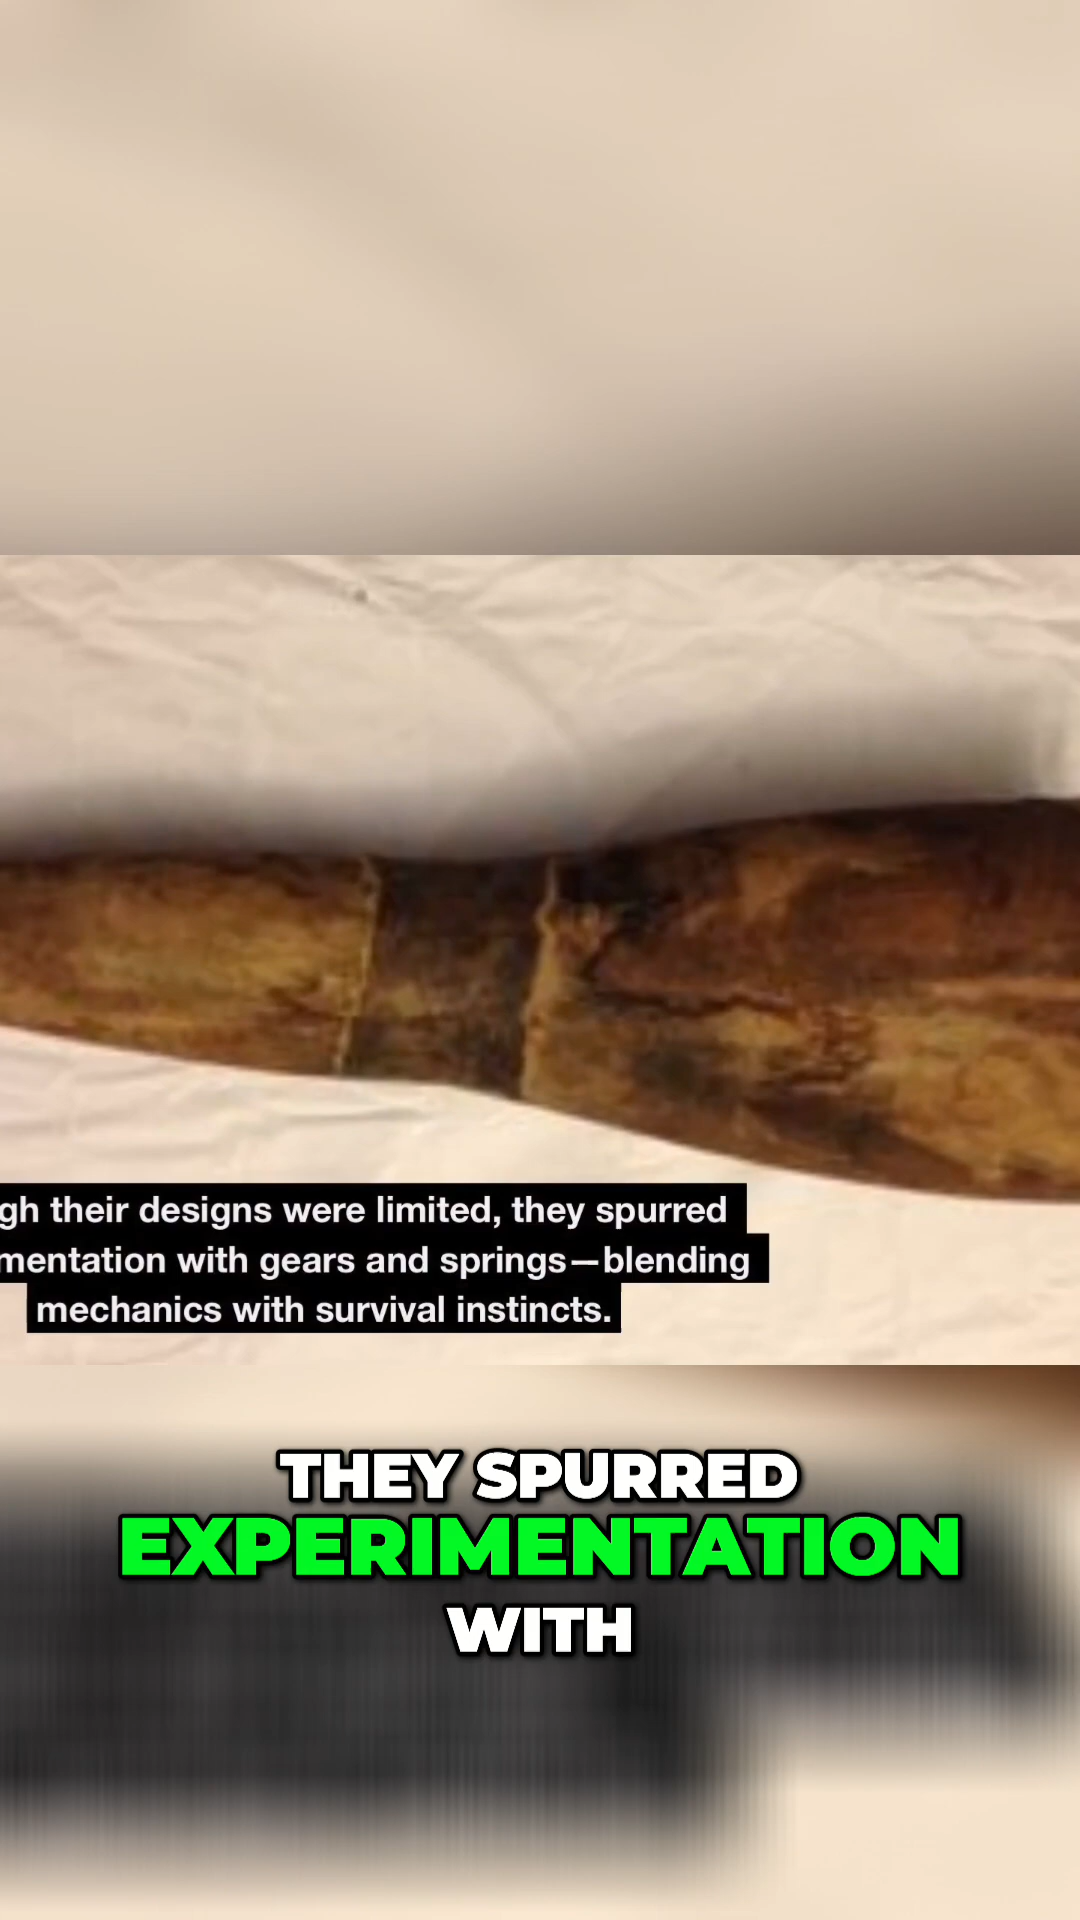 gh their designs were limited, they spurred
mentation with gears and springs—blending
mechanics with survival instincts.
THEY SPURRED
EXPERIMENTATION
WITH